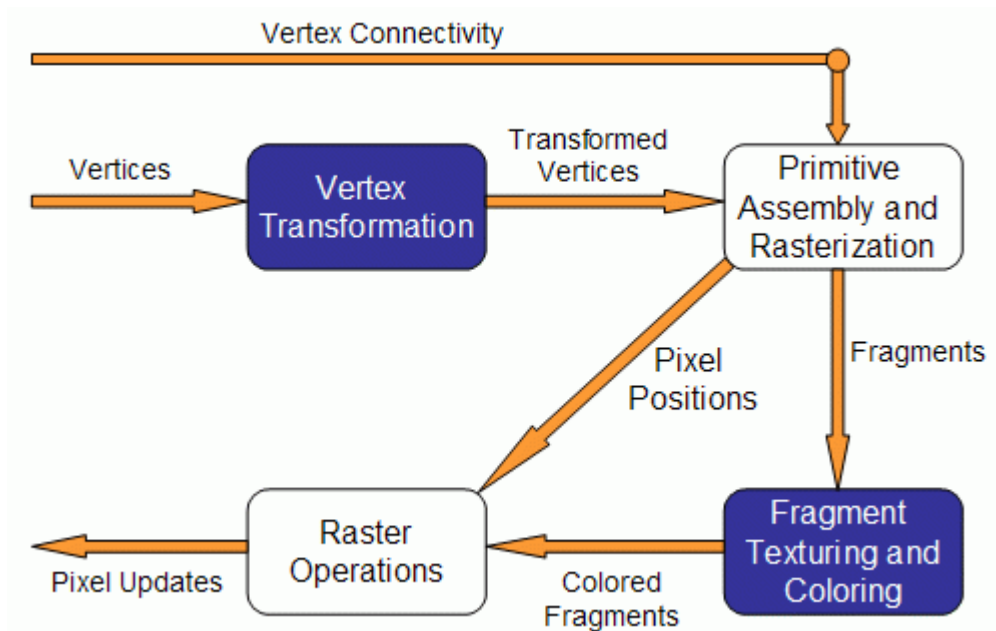 Vertex Connectivity
Vertices
Vertex
Transformation
Transformed
Vertices
Primitive
Assembly and
Rasterization
Pixel
Positions
Fragments
Fragment
Texturing and
Coloring
Colored
Fragments
Raster
Operations
Pixel Updates